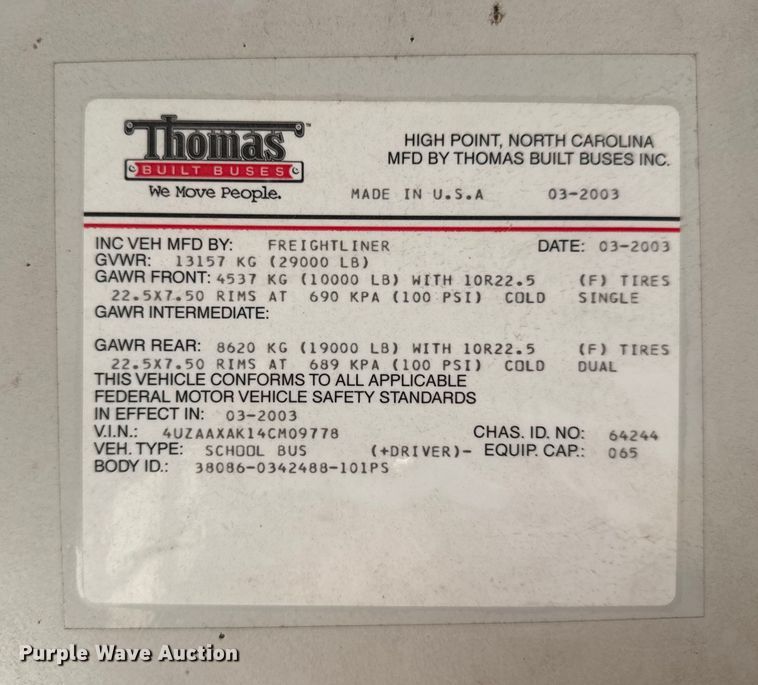 Thomas™
BUILT BUSES
We Move People.
HIGH POINT, NORTH CAROLINA
MFD BY THOMAS BUILT BUSES INC.
MADE IN U.S.A 03-2003
INC VEH MFD BY: FREIGHTLINER DATE: 03-2003
GVWR: 13157 KG (29000 LB)
GAWR FRONT: 4537 KG (10000 LB) WITH 10R22.5 (F) TIRES
22.5X7.50 RIMS AT 690 KPA (100 PSI) COLD SINGLE
GAWR INTERMEDIATE:
GAWR REAR: 8620 KG (19000 LB) WITH 10R22.5 (F) TIRES
22.5X7.50 RIMS AT 689 KPA (100 PSI) COLD DUAL
THIS VEHICLE CONFORMS TO ALL APPLICABLE
FEDERAL MOTOR VEHICLE SAFETY STANDARDS
IN EFFECT IN: 03-2003
V.I.N.: 4UZAAXAK14CM09778 CHAS. ID. NO: 64244
VEH. TYPE: SCHOOL BUS (+DRIVER)- EQUIP. CAP.: 065
BODY ID.: 38086-0342488-101PS
Purple Wave Auction